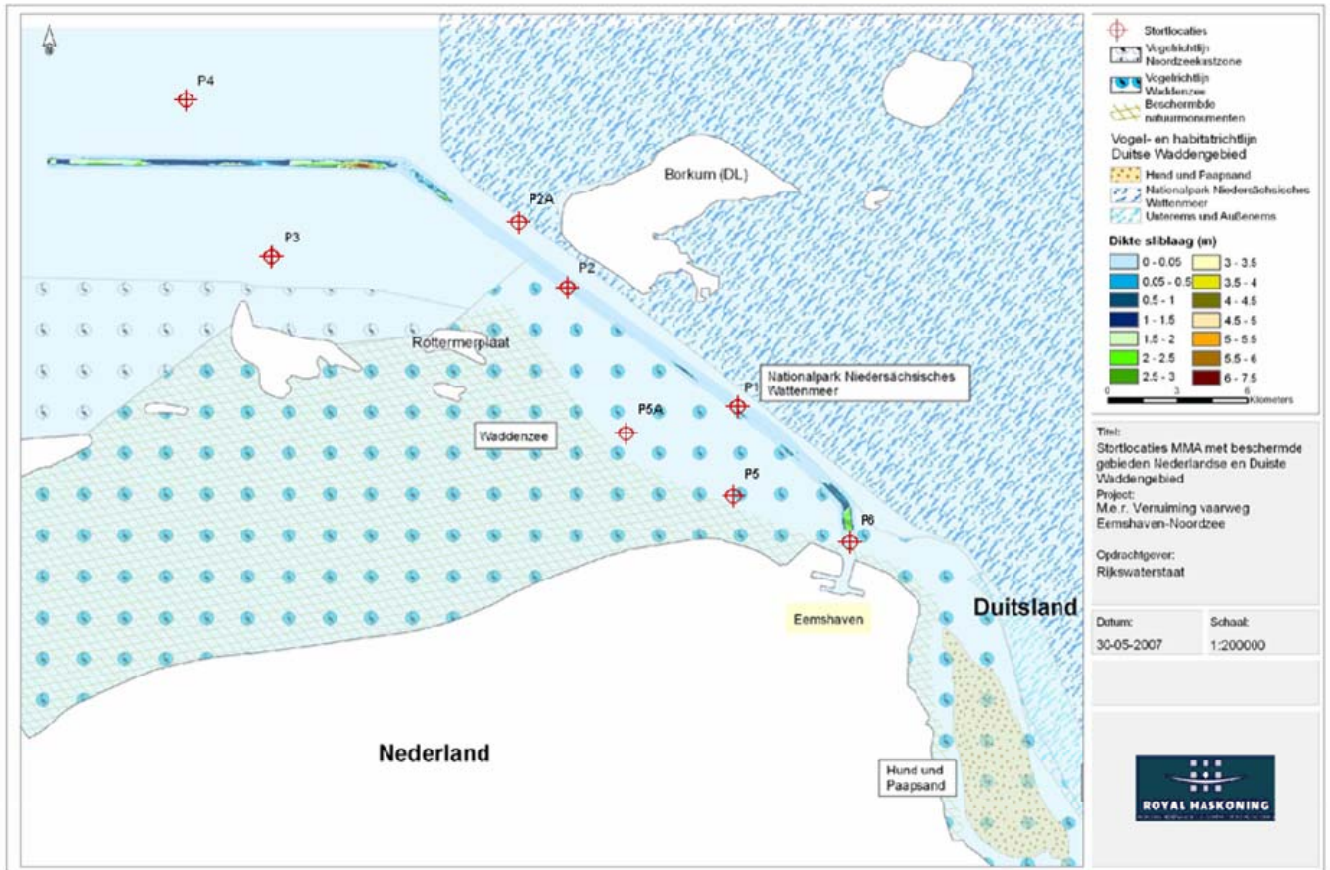 P4
P2A
Borkum (DL)
P3
P2
Rottermerplaat
P1
Nationalpark Niedersächsisches
Wattenmeer
P5A
Waddenzee
P5
P6
Eemshaven
Duitsland
Nederland
Hund und
Paapsand
Stortlocaties
Vogelrichtlijn
Noordzeekustzone
Vogelrichtlijn
Waddenzee
Beschermbde
natuurmonumenten
Vogel- en habitatrichtlijn
Duitse Waddengebied
Hund und Paapsand
Nationalpark Niedersächsisches
Wattenmeer
Unterems und Außenems
Dikte sliblaag (m)
0 - 0.05
0.05 - 0.5
0.5 - 1
1 - 1.5
1.5 - 2
2 - 2.5
2.5 - 3
3 - 3.5
3.5 - 4
4 - 4.5
4.5 - 5
5 - 5.5
5.5 - 6
6 - 7.5
0 3 6
Kilometers
Titel:
Stortlocaties MMA met beschermde
gebieden Nederlandse en Duiste
Waddengebied
Project:
M.e.r. Verruiming vaarweg
Eemshaven-Noordzee
Opdrachtgever:
Rijkswaterstaat
Datum:
30-05-2007
Schaal:
1:200000
ROYAL HASKONING